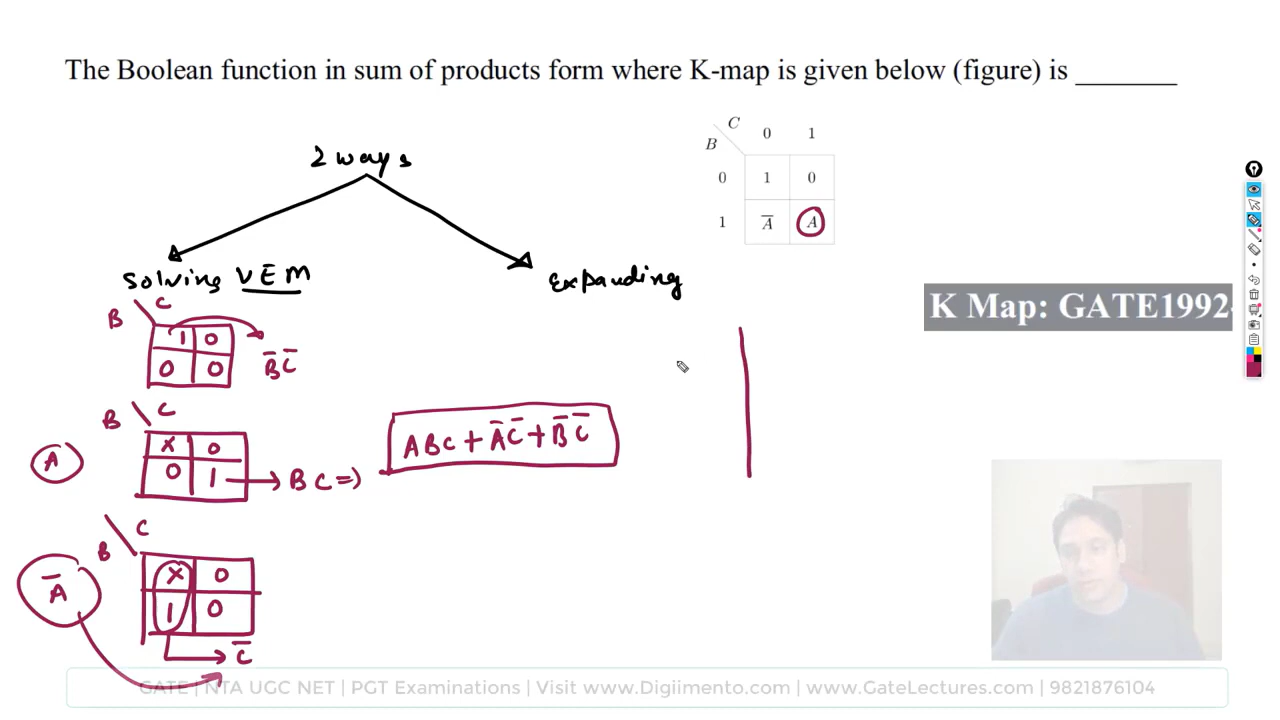 The Boolean function in sum of products form where K-map is given below (figure) is ________
C
0 1
B
0 1 0
1 A̅ A
2 ways
Solving VEM
Expanding
K Map: GATE1992-
C
B
1 0
0 0
B̅ C̅
C
B
A
X 0
0 1
B C =>
ABC + A̅ C̅ + B̅ C̅
C
B
A̅
X 0
1 0
C̅
GATE | NTA UGC NET | PGT Examinations | Visit www.Digiimento.com | www.GateLectures.com | 9821876104